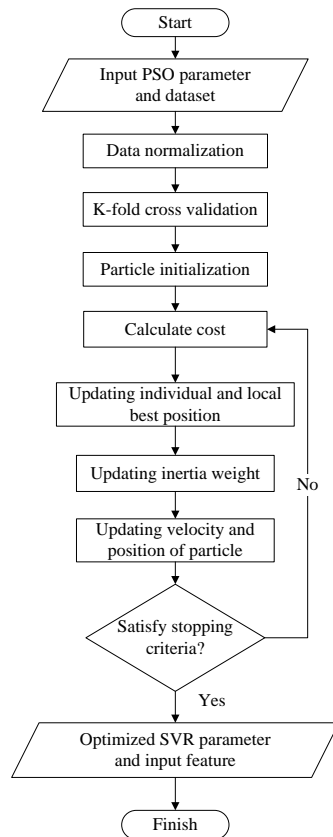 Start
Input PSO parameter
and dataset
Data normalization
K-fold cross validation
Particle initialization
Calculate cost
Updating individual and local
best position
Updating inertia weight
No
Updating velocity and
position of particle
Satisfy stopping
criteria?
Yes
Optimized SVR parameter
and input feature
Finish